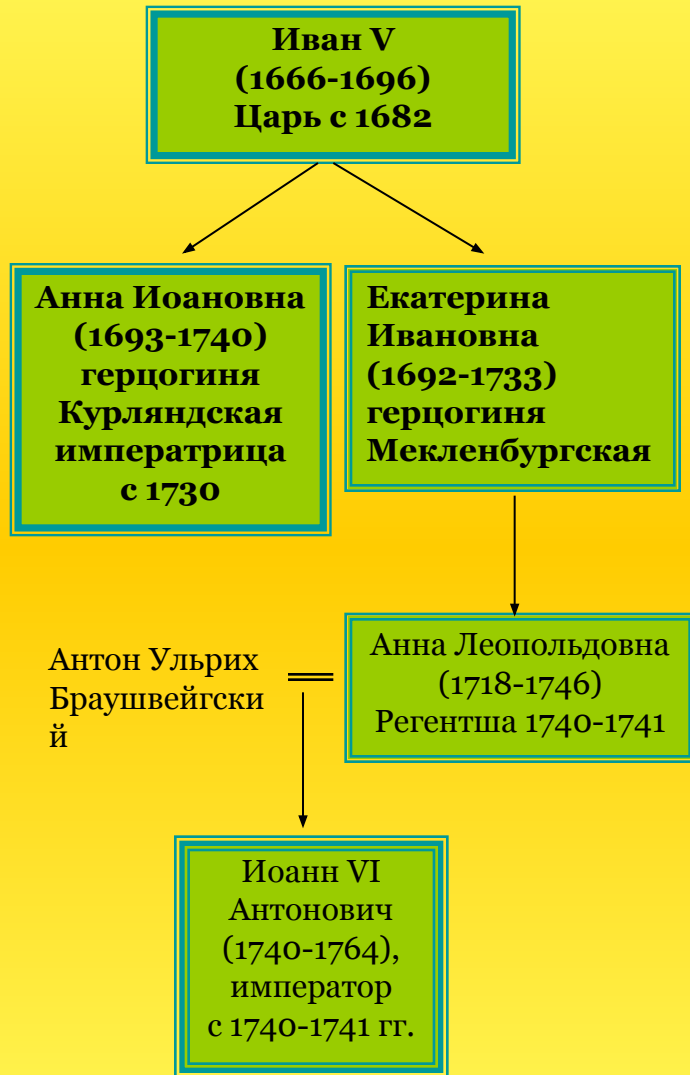 Иван V
(1666-1696)
Царь с 1682
Анна Иоановна
(1693-1740)
герцогиня
Курляндская
императрица
с 1730
Екатерина
Ивановна
(1692-1733)
герцогиня
Мекленбургская
Антон Ульрих
Браушвейгски
й
Анна Леопольдовна
(1718-1746)
Регентша 1740-1741
Иоанн VI
Антонович
(1740-1764),
император
с 1740-1741 гг.